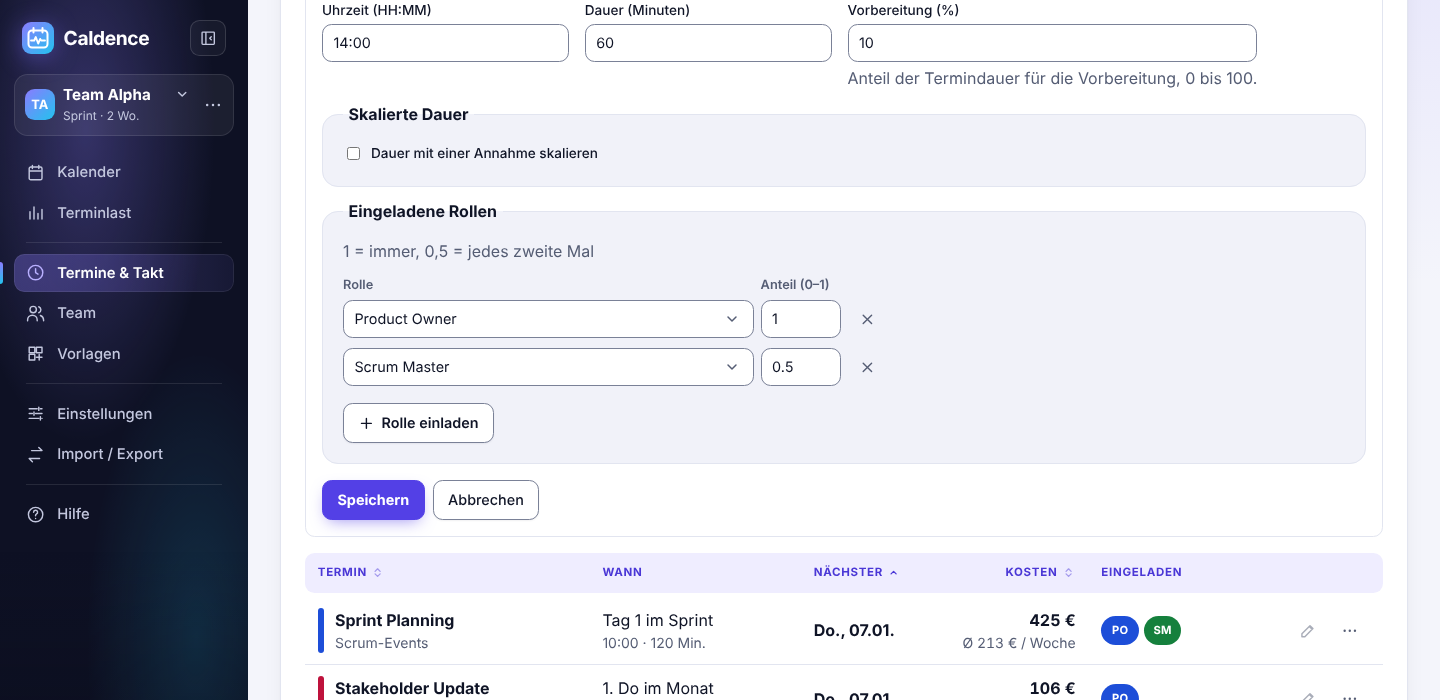 Caldence
TA
Team Alpha
Sprint · 2 Wo.
Kalender
Terminlast
Termine & Takt
Team
Vorlagen
Einstellungen
Import / Export
Hilfe
Uhrzeit (HH:MM)
Dauer (Minuten)
Vorbereitung (%)
14:00
60
10
Anteil der Termindauer für die Vorbereitung, 0 bis 100.
Skalierte Dauer
Dauer mit einer Annahme skalieren
Eingeladene Rollen
1 = immer, 0,5 = jedes zweite Mal
Rolle
Anteil (0–1)
Product Owner
1
Scrum Master
0.5
Rolle einladen
Speichern
Abbrechen
TERMIN
WANN
NÄCHSTER
KOSTEN
EINGELADEN
Sprint Planning
Scrum-Events
Tag 1 im Sprint
10:00 · 120 Min.
Do., 07.01.
425 €
Ø 213 € / Woche
PO
SM
Stakeholder Update
1. Do im Monat
Do., 07.01.
106 €
PO